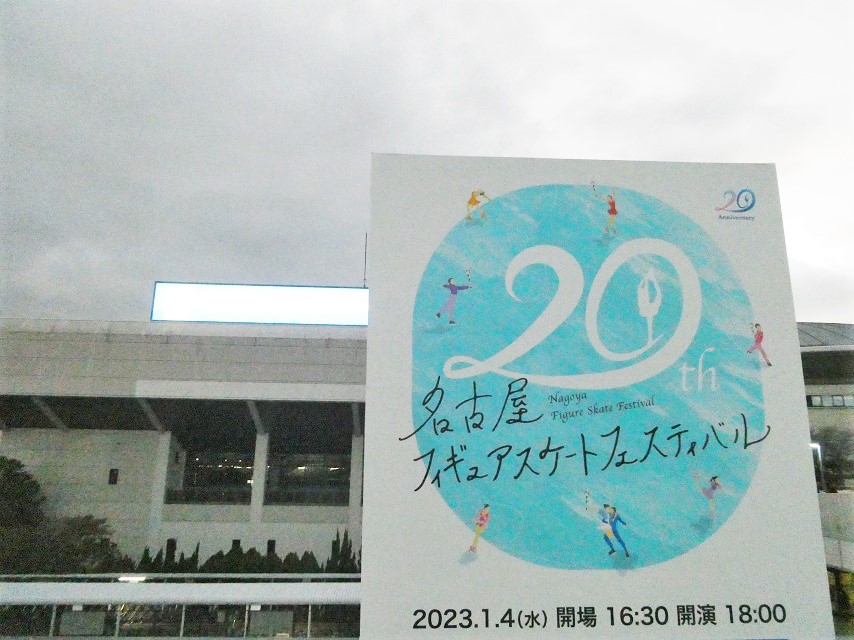 20
Anniversary
20th
名古屋
Nagoya
Figure Skate Festival
フィギュアスケートフェスティバル
2023.1.4(水) 開場 16:30 開演 18:00